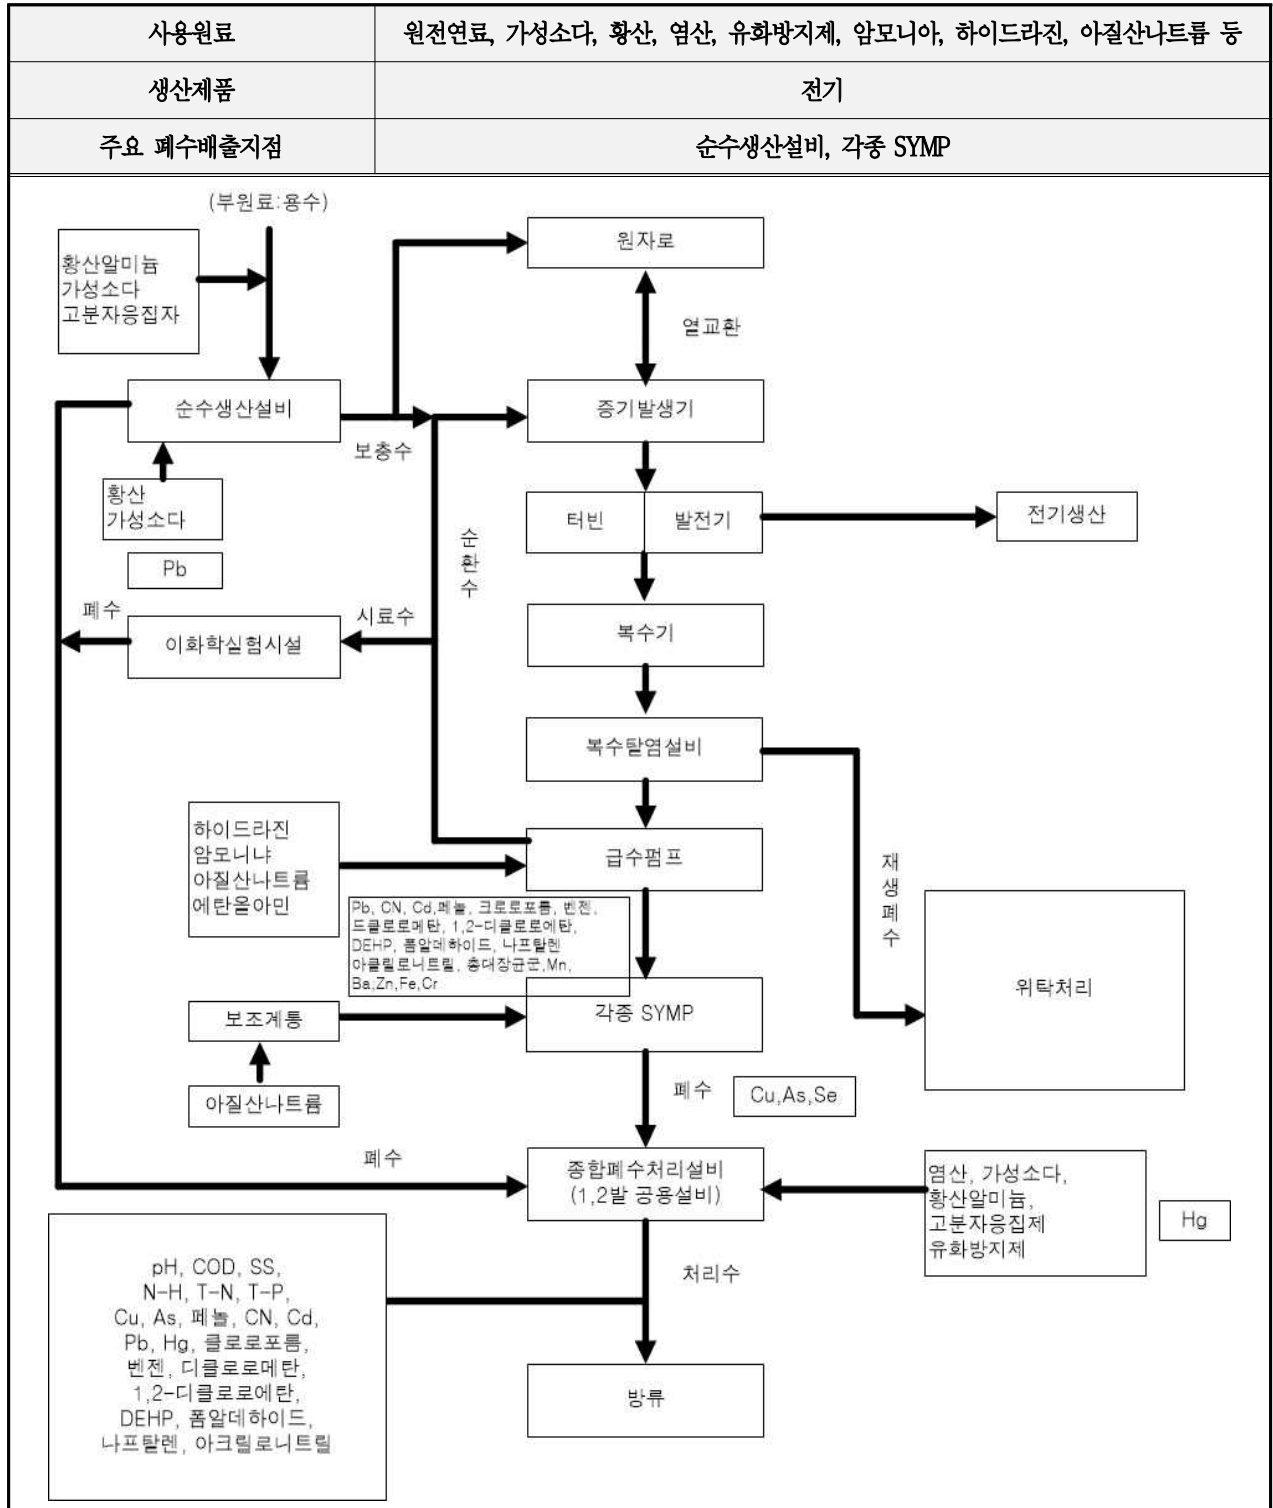 사용원료
원전연료, 가성소다, 황산, 염산, 유화방지제, 암모니아, 하이드라진, 아질산나트륨 등
생산제품
전기
주요 폐수배출지점
순수생산설비, 각종 SYMP
(부원료:용수)
황산알미늄
가성소다
고분자응집자
원자로
열교환
순수생산설비
보충수
증기발생기
황산
가성소다
Pb
터빈
발전기
전기생산
순
환
수
폐수
시료수
이화학실험시설
복수기
복수탈염설비
하이드라진
암모니냐
아질산나트륨
에탄올아민
급수펌프
재
생
폐
수
Pb, CN, Cd,페놀, 크로로포름, 벤젠,
드클로로메탄, 1,2-디클로로에탄,
DEHP, 폼알데하이드, 나프탈렌
아클릴로니트릴, 총대장균군,Mn,
Ba,Zn,Fe,Cr
위탁처리
보조계통
각종 SYMP
아질산나트륨
폐수
Cu,As,Se
폐수
종합폐수처리설비
(1,2발 공용설비)
염산, 가성소다,
황산알미늄,
고분자응집제
유화방지제
Hg
처리수
pH, COD, SS,
N-H, T-N, T-P,
Cu, As, 페놀, CN, Cd,
Pb, Hg, 클로로포름,
벤젠, 디클로로메탄,
1,2-디클로로에탄,
DEHP, 폼알데하이드,
나프탈렌, 아크릴로니트릴
방류